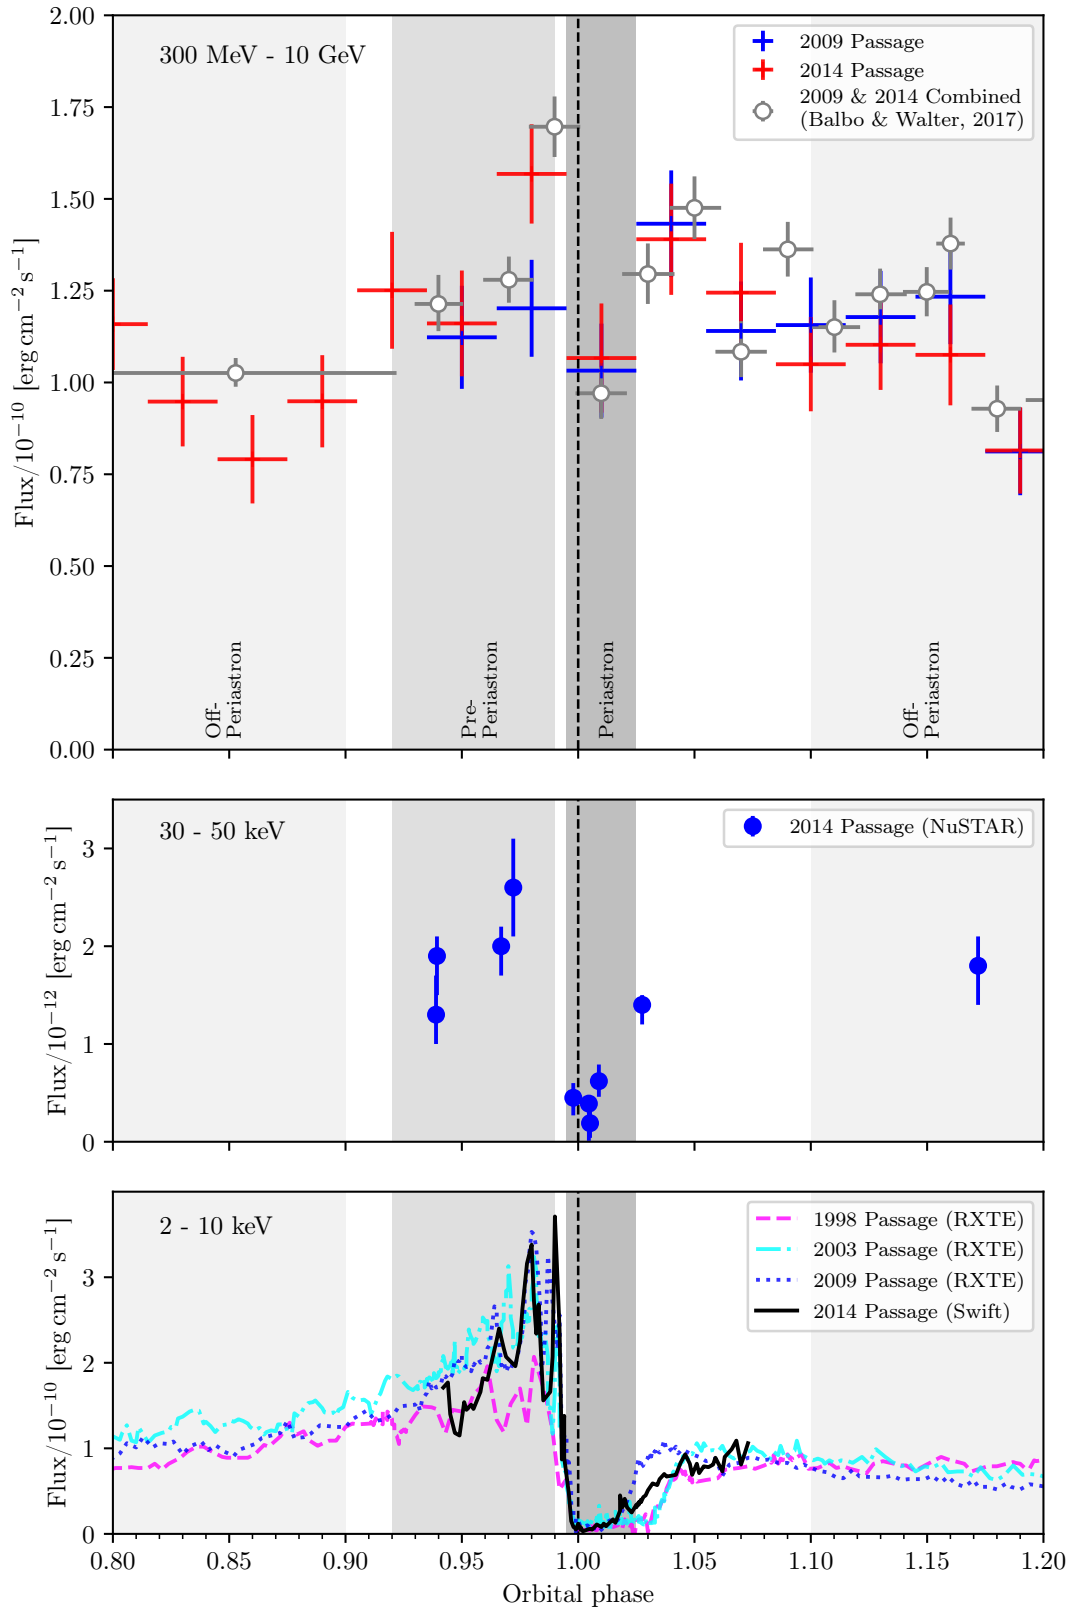 300 MeV - 10 GeV
2009 Passage
2014 Passage
2009 & 2014 Combined
(Balbo & Walter, 2017)
2.00
1.75
1.50
1.25
1.00
0.75
0.50
0.25
0.00
Flux/10⁻¹⁰ [erg cm⁻² s⁻¹]
Off-
Periastron
Pre-
Periastron
Periastron
Off-
Periastron
30 - 50 keV
2014 Passage (NuSTAR)
3
2
1
0
Flux/10⁻¹² [erg cm⁻² s⁻¹]
2 - 10 keV
1998 Passage (RXTE)
2003 Passage (RXTE)
2009 Passage (RXTE)
2014 Passage (Swift)
3
2
1
0
Flux/10⁻¹⁰ [erg cm⁻² s⁻¹]
0.80 0.85 0.90 0.95 1.00 1.05 1.10 1.15 1.20
Orbital phase